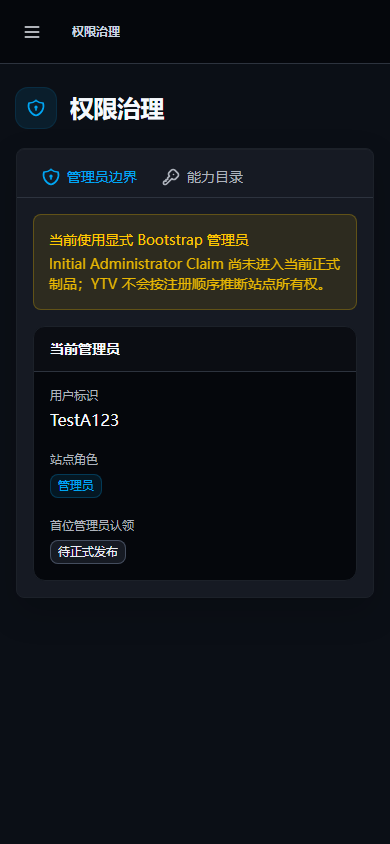 权限治理
权限治理
管理员边界 能力目录
当前使用显式 Bootstrap 管理员
Initial Administrator Claim 尚未进入当前正式
制品；YTV 不会按注册顺序推断站点所有权。
当前管理员
用户标识
TestA123
站点角色
管理员
首位管理员认领
待正式发布